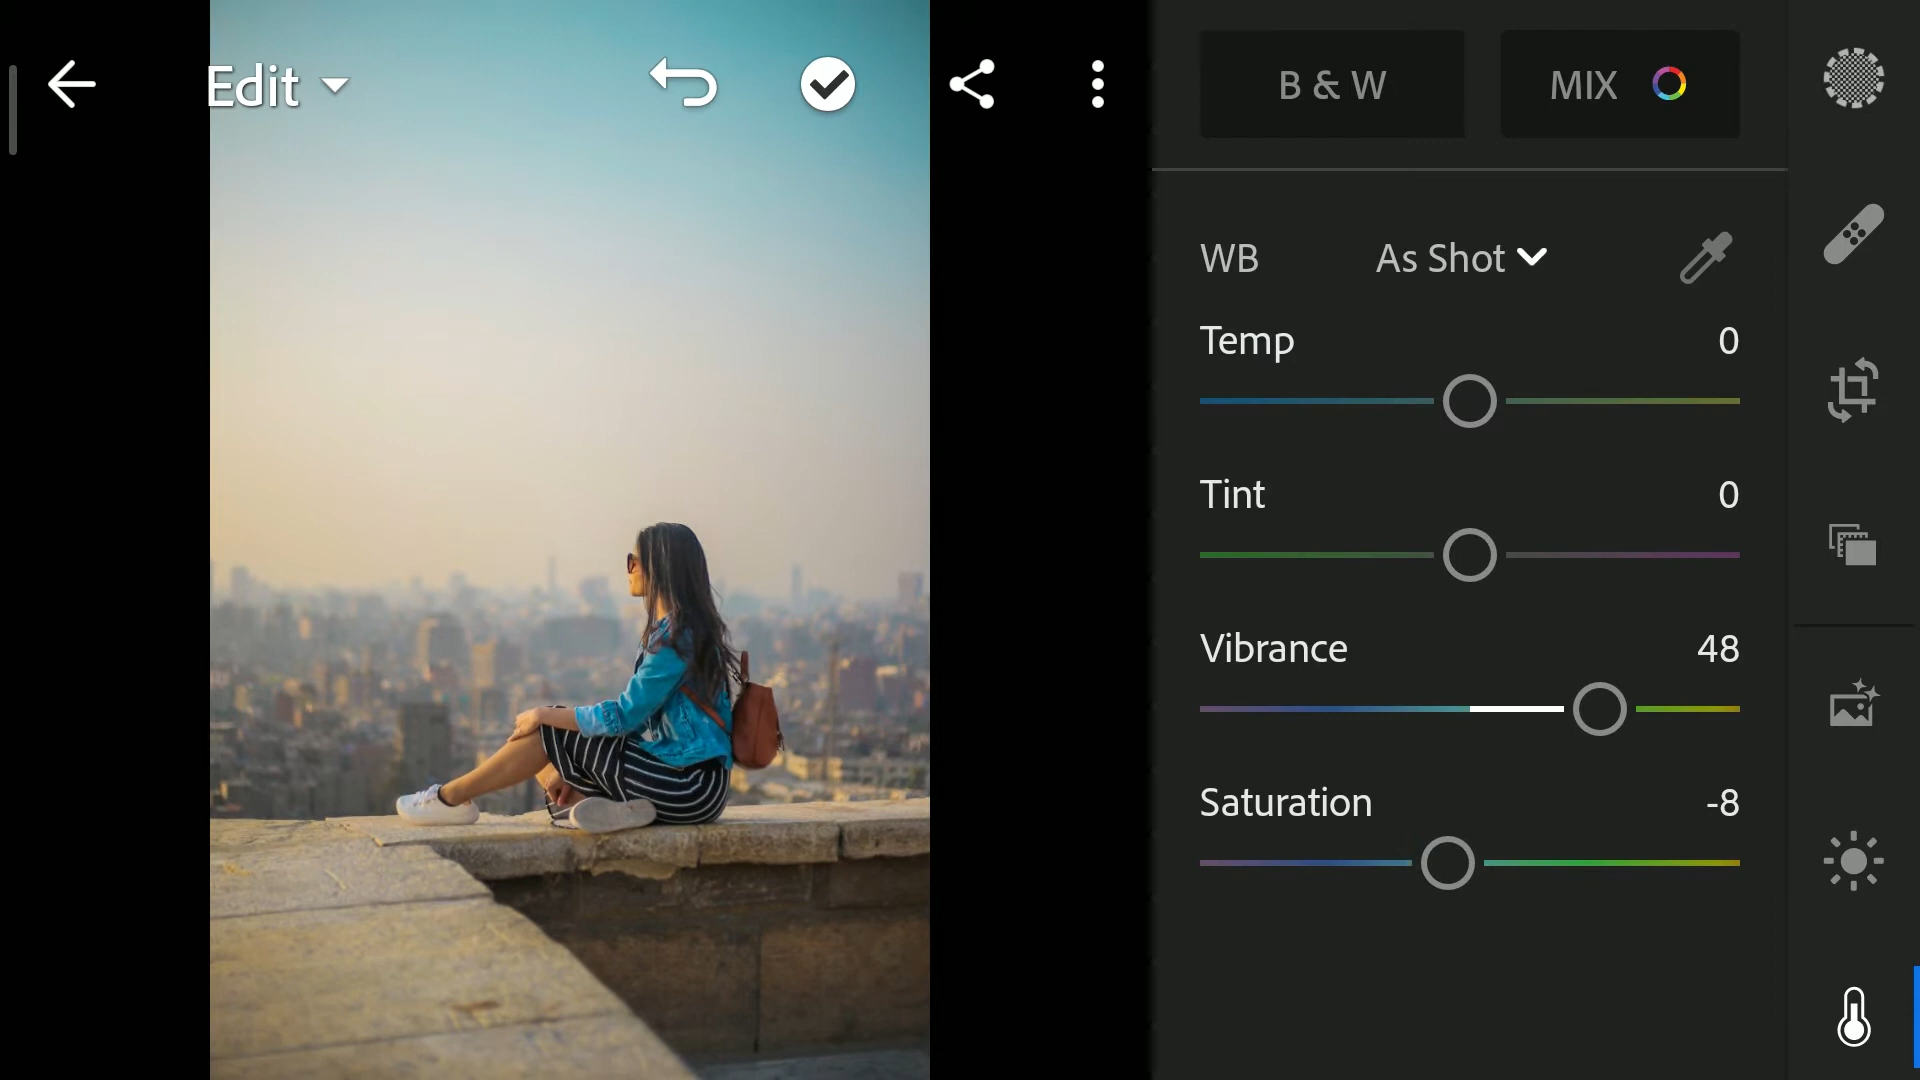 Edit
B & W
MIX
WB
As Shot
Temp
0
Tint
0
Vibrance
48
Saturation
-8